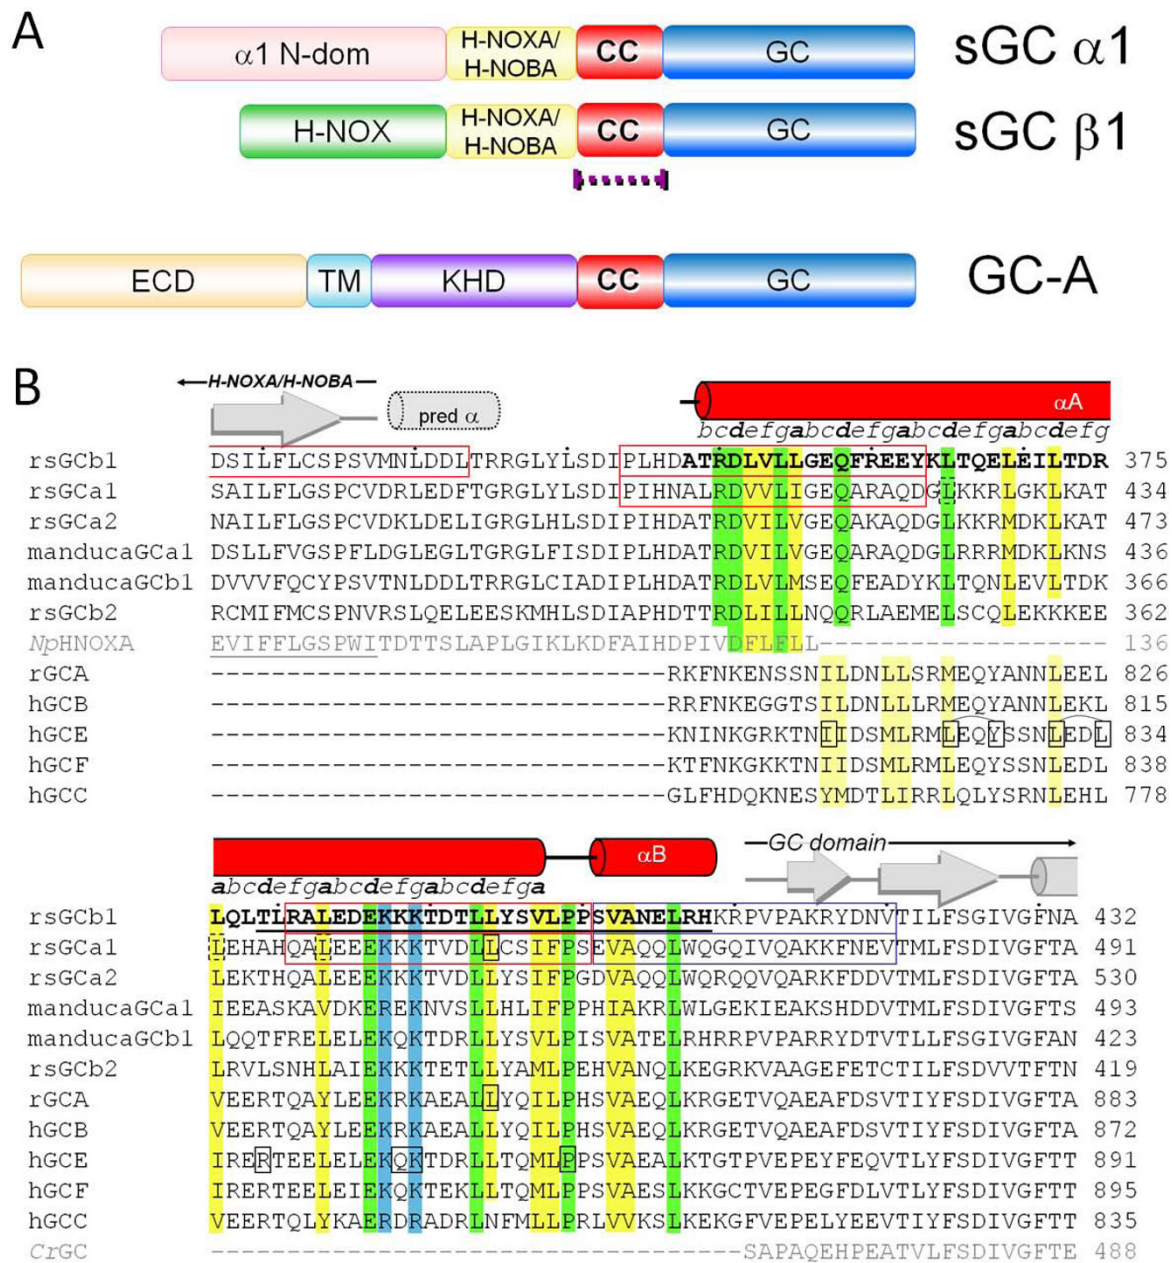 A
α1 N-dom H-NOXA/ H-NOBA CC GC sGC α1
H-NOX H-NOXA/ H-NOBA CC GC sGC β1
ECD TM KHD CC GC GC-A
B
H-NOXA/H-NOBA
pred α
αA
bcdefgabcdefgabcdefgabcdefg
rsGCb1 DSILFLCSPSVMNLDDLTRRGLYLSDIPLHDATRDLVLLGEQFREEYKLTQELEILTDR 375
rsGCa1 SAILFLGSPCVDRLEDFTGRGLYLSDIPIHNALRDVVLIGEQARAQDGLKKRLGKLKAT 434
rsGCa2 NAILFLGSPCVDKLDELIGRGLHLSDIPIHDATRDVILVGEQAKAQDGLKKRMDKLKAT 473
manducaGCa1 DSLLFVGSPFLDGLEGLTGRGLFISDIPLHDATRDVILVGEQARAQDGLRRRMDKLKNS 436
manducaGCb1 DVVVFQCYPSVTNLDDLTRRGLCIADIPLHDATRDLVLMSEQFEADYKLTQNLEVLTDK 366
rsGCb2 RCMIFMCSPNVRSLQELEESKMHLSDIAPHDTTRDLILLNQQRLAEMELSCQLEKKKEE 362
NpHNOXA EVIFFLGSPWITDTTSLAPLGIKLKDFAIHDPIVDFLFLL------------------- 136
rGCA ------------------------------RKFNKENSSNILDNLLSRMEQYANNLEEL 826
hGCB ------------------------------RRFNKEGGTSILDNLLLRMEQYANNLEKL 815
hGCE ------------------------------KNINKGRKTNIIDSMLRMLEQYSSNLEDL 834
hGCF ------------------------------KTFNKGKKTNIIDSMLRMLEQYSSNLEDL 838
hGCC ------------------------------GLFHDQKNESYMDTLIRRLQLYSRNLEHL 778
αB
GC domain
abcdefgabcdefgabcdefga
rsGCb1 LQLTLRALEDEKKKTDTLLYSVLPPSVANELRHKRPVPAKRYDNVTILFSGIVGFNA 432
rsGCa1 LEHAHQALEEEKKKTVDLLCSIFPSEVAQQLWQGQIVQAKKFNEVTMLFSDIVGFTA 491
rsGCa2 LEKTHQALEEEKKKTVDLLYSIFPGDVAQQLWQRQQVQARKFDDVTMLFSDIVGFTA 530
manducaGCa1 IEEASKAVDKEREKNVSLLHLIFPPHIAKRLWLGEKIEAKSHDDVTMLFSDIVGFTS 493
manducaGCb1 LQQTFRELELEKQKTDRLLYSVLPISVATELRHRRPVPARRYDTVTLLFSGIVGFAN 423
rsGCb2 LRVLSNHLAIEKKKTETLLYAMLPEHVANQLKEGRKVAAGEFETCTILFSDVVTFTN 419
rGCA VEERTQAYLEEKRKAEALLYQILPHSVAEQLKRGETVQAEAFDSVTIYFSDIVGFTA 883
hGCB VEERTQAYLEEKRKAEALLYQILPHSVAEQLKRGETVQAEAFDSVTIYFSDIVGFTA 872
hGCE IRERTEELELEKQKTDRLLTQMLPPSVAEALKTGTPVEPEYFEQVTLYFSDIVGFTT 891
hGCF IRERTEELEIEKQKTEKLLTQMLPPSVAESLKKGCTVEPEGFDLVTLYFSDIVGFTT 895
hGCC VEERTQLYKAERDRADRLNFMLLPRLVVKSLKEKGFVEPELYEEVTIYFSDIVGFTT 835
CrGC -----------------------------------SAPAQEHPEATVLFSDIVGFTE 488